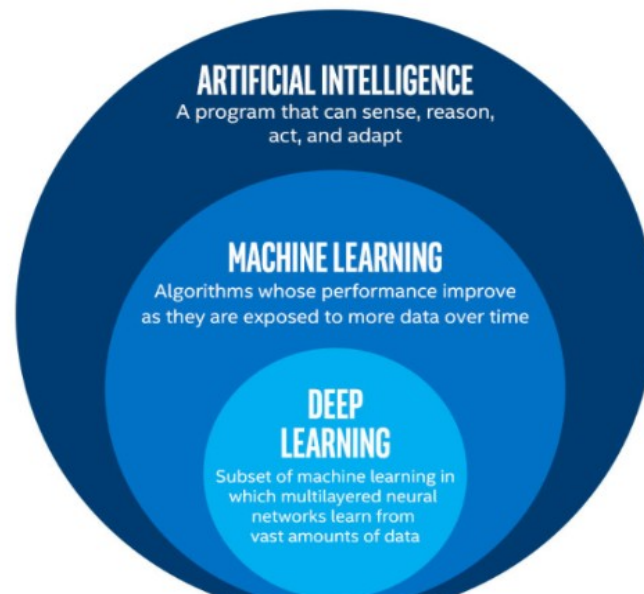 ARTIFICIAL INTELLIGENCE
A program that can sense, reason,
act, and adapt
MACHINE LEARNING
Algorithms whose performance improve
as they are exposed to more data over time
DEEP
LEARNING
Subset of machine learning in
which multilayered neural
networks learn from
vast amounts of data